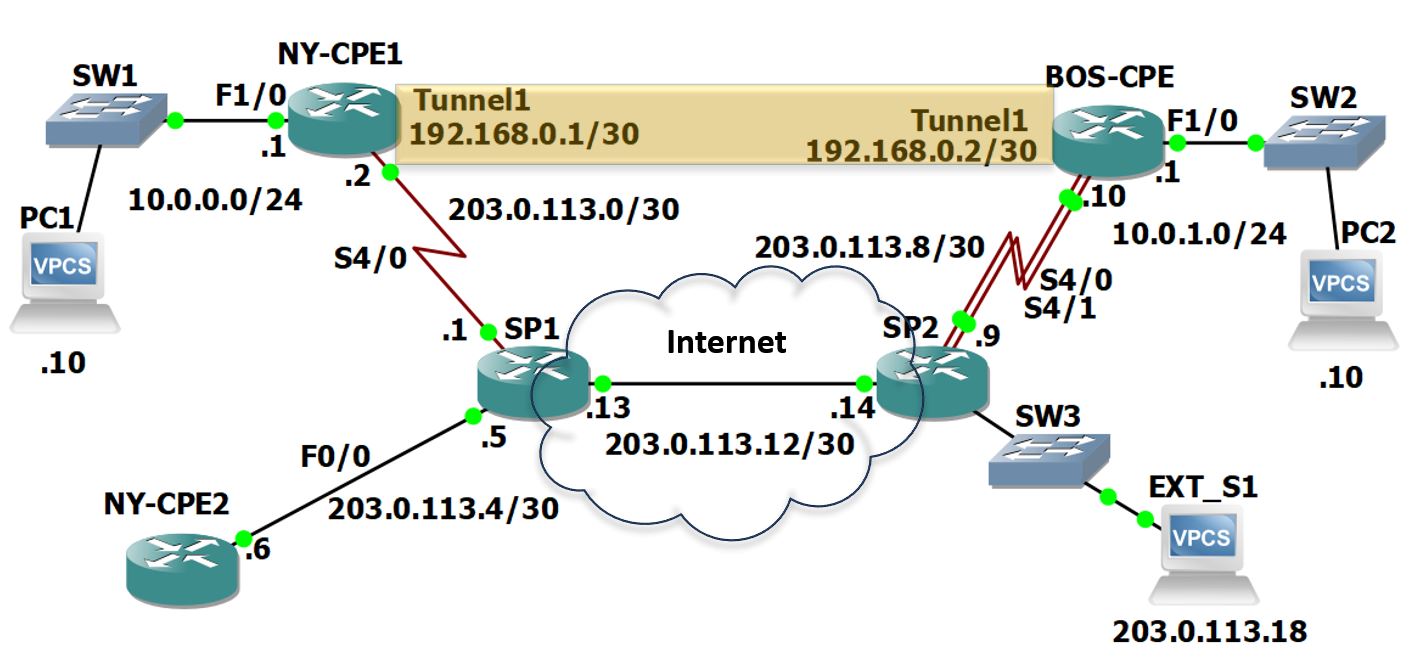 NY-CPE1
SW1
F1/0
Tunnel1
192.168.0.1/30
.1
.2
10.0.0.0/24
203.0.113.0/30
PC1
VPCS
.10
S4/0
.1
SP1
BOS-CPE
Tunnel1
192.168.0.2/30
F1/0
SW2
.1
.10
10.0.1.0/24
PC2
VPCS
.10
203.0.113.8/30
S4/0
S4/1
SP2
.9
Internet
.13
.14
203.0.113.12/30
.5
F0/0
203.0.113.4/30
NY-CPE2
.6
SW3
EXT_S1
VPCS
203.0.113.18